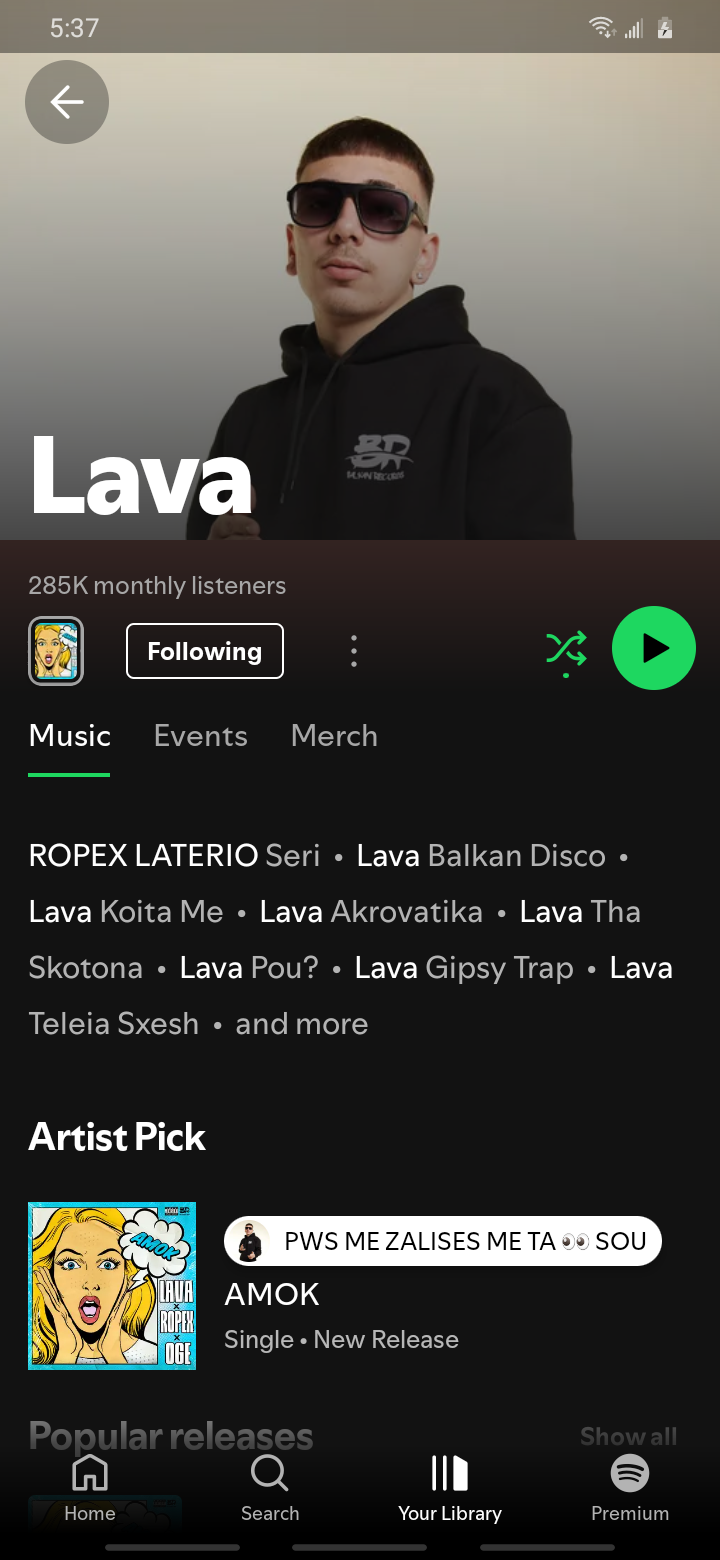 5:37
BR
BALKAN RECORDS
Lava
285K monthly listeners
Following
Music Events Merch
ROPEX LATERIO Seri • Lava Balkan Disco •
Lava Koita Me • Lava Akrovatika • Lava Tha
Skotona • Lava Pou? • Lava Gipsy Trap • Lava
Teleia Sxesh • and more
Artist Pick
AMOK
LAVA
X
ROPEX
X
OGE
PWS ME ZALISES ME TA 👀 SOU
AMOK
Single • New Release
Popular releases Show all
Home Search Your Library Premium